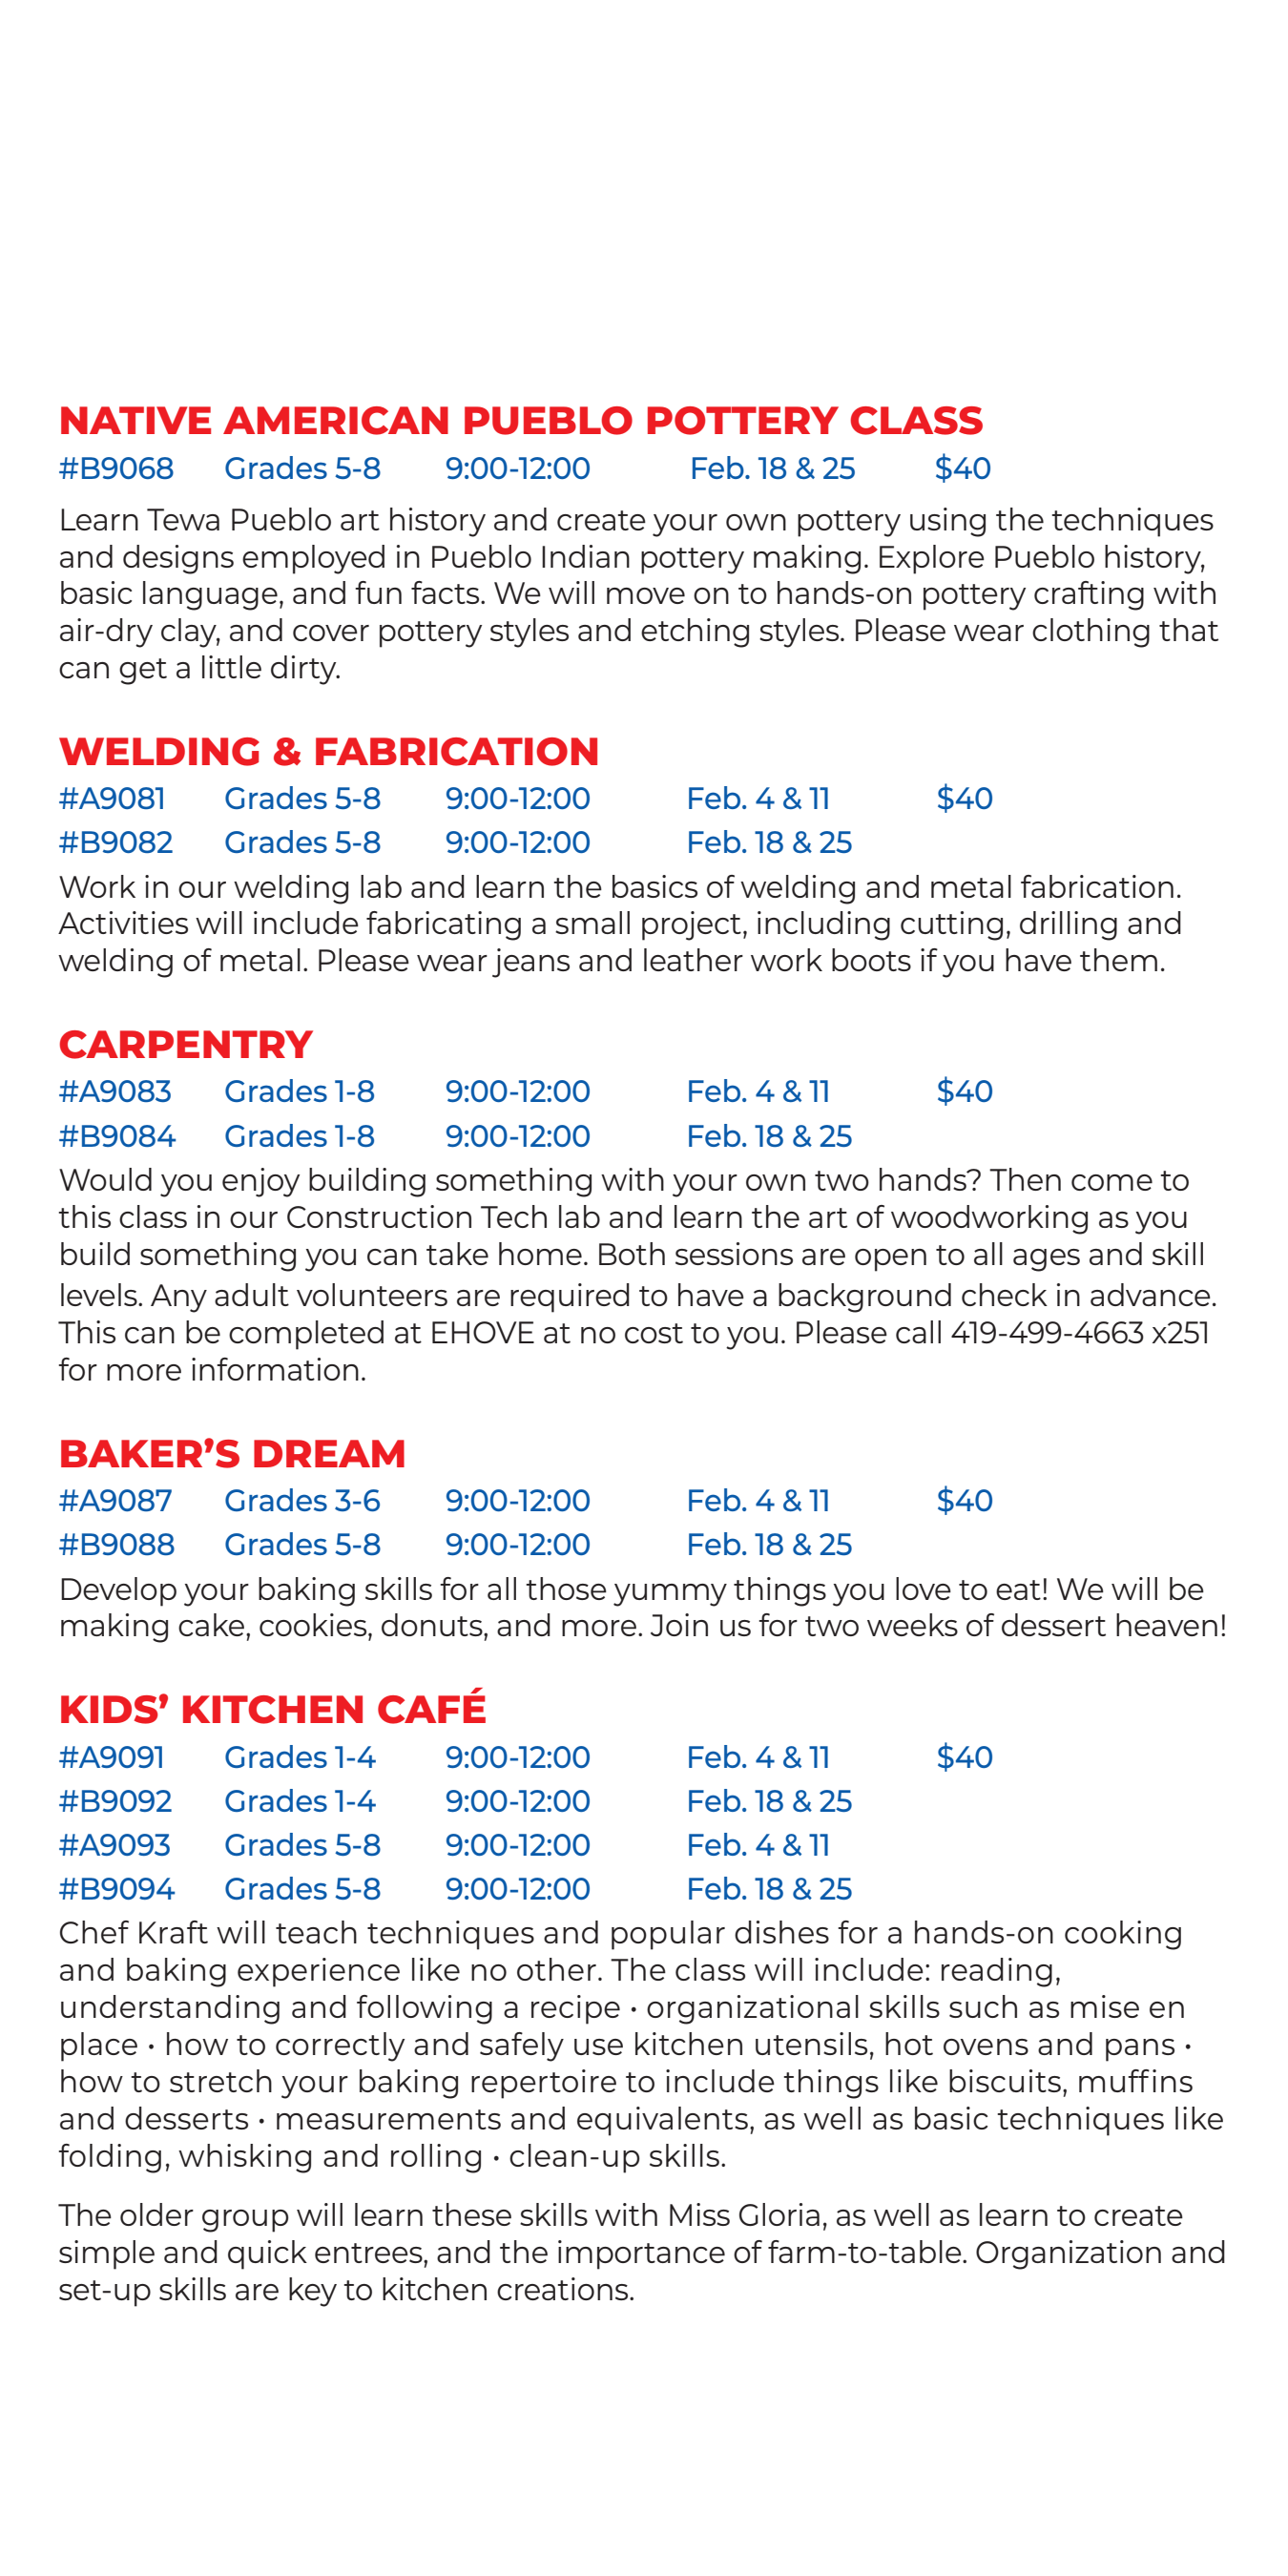 NATIVE AMERICAN PUEBLO POTTERY CLASS
#B9068 Grades 5-8 9:00-12:00 Feb. 18 & 25 $40
Learn Tewa Pueblo art history and create your own pottery using the techniques
and designs employed in Pueblo Indian pottery making. Explore Pueblo history,
basic language, and fun facts. We will move on to hands-on pottery crafting with
air-dry clay, and cover pottery styles and etching styles. Please wear clothing that
can get a little dirty.
WELDING & FABRICATION
#A9081 Grades 5-8 9:00-12:00 Feb. 4 & 11 $40
#B9082 Grades 5-8 9:00-12:00 Feb. 18 & 25
Work in our welding lab and learn the basics of welding and metal fabrication.
Activities will include fabricating a small project, including cutting, drilling and
welding of metal. Please wear jeans and leather work boots if you have them.
CARPENTRY
#A9083 Grades 1-8 9:00-12:00 Feb. 4 & 11 $40
#B9084 Grades 1-8 9:00-12:00 Feb. 18 & 25
Would you enjoy building something with your own two hands? Then come to
this class in our Construction Tech lab and learn the art of woodworking as you
build something you can take home. Both sessions are open to all ages and skill
levels. Any adult volunteers are required to have a background check in advance.
This can be completed at EHOVE at no cost to you. Please call 419-499-4663 x251
for more information.
BAKER’S DREAM
#A9087 Grades 3-6 9:00-12:00 Feb. 4 & 11 $40
#B9088 Grades 5-8 9:00-12:00 Feb. 18 & 25
Develop your baking skills for all those yummy things you love to eat! We will be
making cake, cookies, donuts, and more. Join us for two weeks of dessert heaven!
KIDS’ KITCHEN CAFÉ
#A9091 Grades 1-4 9:00-12:00 Feb. 4 & 11 $40
#B9092 Grades 1-4 9:00-12:00 Feb. 18 & 25
#A9093 Grades 5-8 9:00-12:00 Feb. 4 & 11
#B9094 Grades 5-8 9:00-12:00 Feb. 18 & 25
Chef Kraft will teach techniques and popular dishes for a hands-on cooking
and baking experience like no other. The class will include: reading,
understanding and following a recipe • organizational skills such as mise en
place • how to correctly and safely use kitchen utensils, hot ovens and pans •
how to stretch your baking repertoire to include things like biscuits, muffins
and desserts • measurements and equivalents, as well as basic techniques like
folding, whisking and rolling • clean-up skills.
The older group will learn these skills with Miss Gloria, as well as learn to create
simple and quick entrees, and the importance of farm-to-table. Organization and
set-up skills are key to kitchen creations.